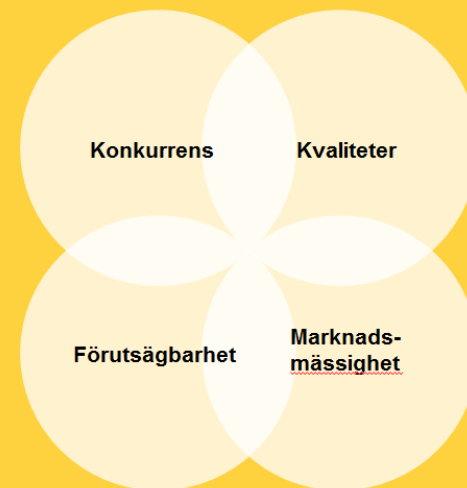 Konkurrens
Kvaliteter
Förutsägbarhet
Marknads-
mässighet